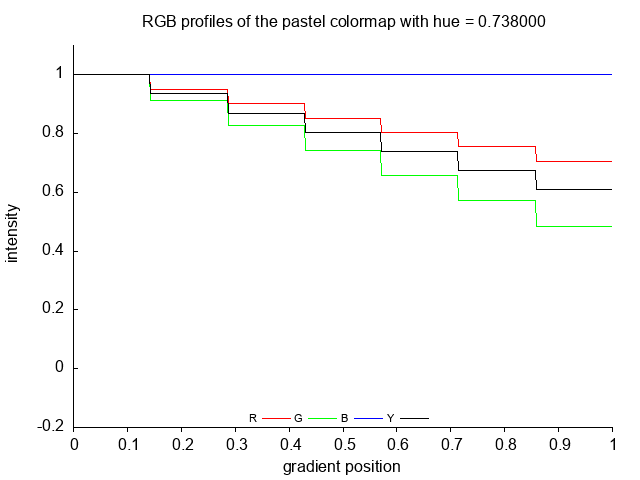 RGB profiles of the pastel colormap with hue = 0.738000
1
0.8
0.6
0.4
0.2
0
-0.2
intensity
R G B Y
0 0.1 0.2 0.3 0.4 0.5 0.6 0.7 0.8 0.9 1
gradient position